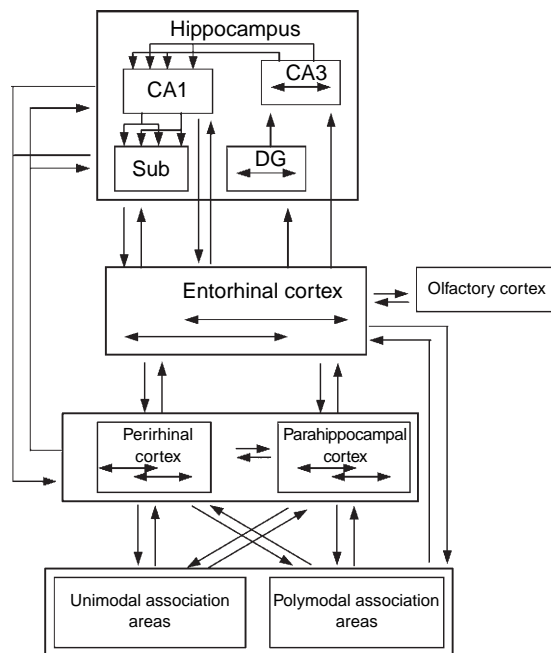 Hippocampus
CA1
CA3
Sub
DG
Entorhinal cortex
Olfactory cortex
Perirhinal
cortex
Parahippocampal
cortex
Unimodal association
areas
Polymodal association
areas